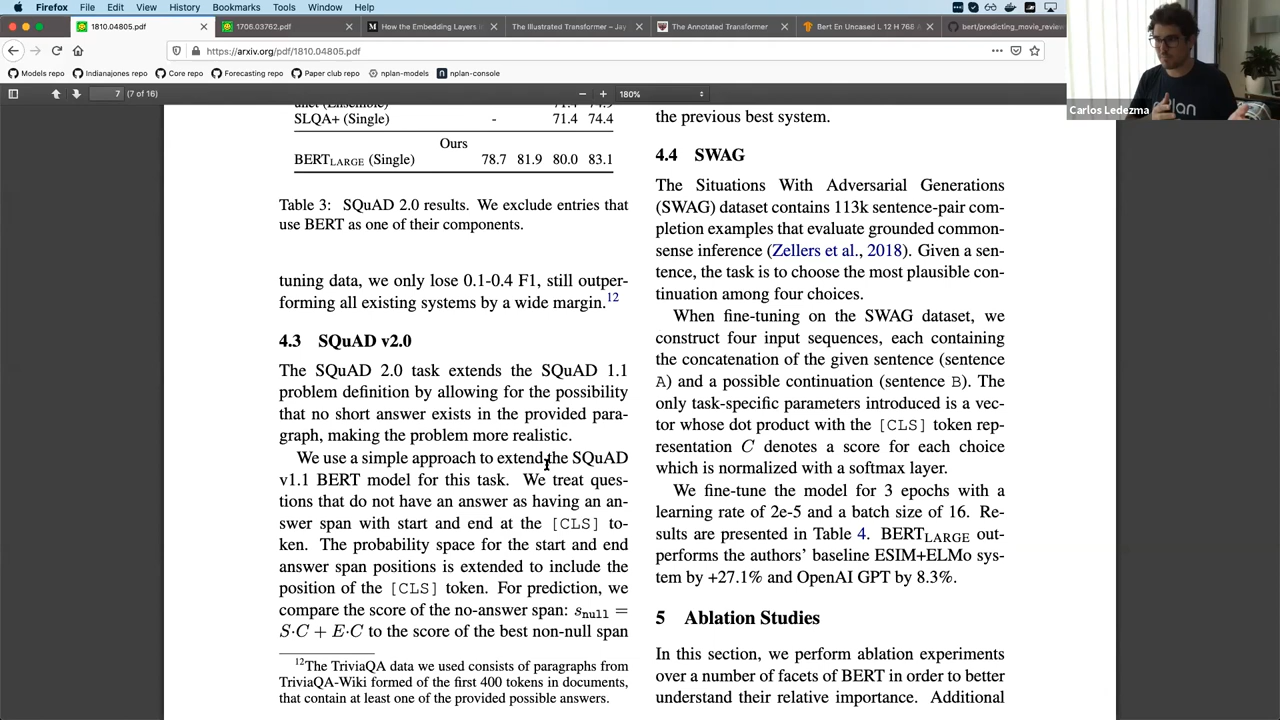 Firefox File Edit View History Bookmarks Tools Window Help
1810.04805.pdf
1706.03762.pdf
How the Embedding Layers i
The Illustrated Transformer – Jay
The Annotated Transformer
Bert En Uncased L 12 H 768 A
bert/predicting_movie_review
https://arxiv.org/pdf/1810.04805.pdf
Models repo Indianajones repo Core repo Forecasting repo Paper club repo nplan-models nplan-console
7 (7 of 16)
180%
Carlos Ledezma
SLQA+ (Single) - 71.4 74.4
Ours
BERTLARGE (Single) 78.7 81.9 80.0 83.1
Table 3: SQuAD 2.0 results. We exclude entries that
use BERT as one of their components.
tuning data, we only lose 0.1-0.4 F1, still outper-
forming all existing systems by a wide margin.12
4.3 SQuAD v2.0
The SQuAD 2.0 task extends the SQuAD 1.1
problem definition by allowing for the possibility
that no short answer exists in the provided para-
graph, making the problem more realistic.
We use a simple approach to extend the SQuAD
v1.1 BERT model for this task. We treat ques-
tions that do not have an answer as having an an-
swer span with start and end at the [CLS] to-
ken. The probability space for the start and end
answer span positions is extended to include the
position of the [CLS] token. For prediction, we
compare the score of the no-answer span: snull =
S·C + E·C to the score of the best non-null span
12The TriviaQA data we used consists of paragraphs from
TriviaQA-Wiki formed of the first 400 tokens in documents,
that contain at least one of the provided possible answers.
the previous best system.
4.4 SWAG
The Situations With Adversarial Generations
(SWAG) dataset contains 113k sentence-pair com-
pletion examples that evaluate grounded common-
sense inference (Zellers et al., 2018). Given a sen-
tence, the task is to choose the most plausible con-
tinuation among four choices.
When fine-tuning on the SWAG dataset, we
construct four input sequences, each containing
the concatenation of the given sentence (sentence
A) and a possible continuation (sentence B). The
only task-specific parameters introduced is a vec-
tor whose dot product with the [CLS] token rep-
resentation C denotes a score for each choice
which is normalized with a softmax layer.
We fine-tune the model for 3 epochs with a
learning rate of 2e-5 and a batch size of 16. Re-
sults are presented in Table 4. BERTLARGE out-
performs the authors' baseline ESIM+ELMo sys-
tem by +27.1% and OpenAI GPT by 8.3%.
5 Ablation Studies
In this section, we perform ablation experiments
over a number of facets of BERT in order to better
understand their relative importance. Additional